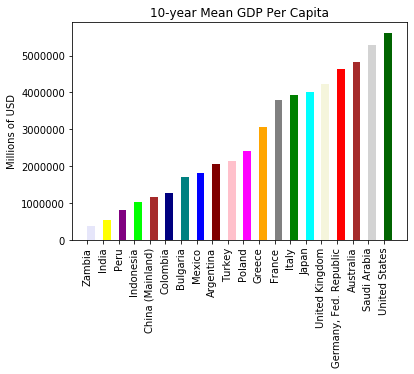 10-year Mean GDP Per Capita
Millions of USD
5000000
4000000
3000000
2000000
1000000
0
Zambia
India
Peru
Indonesia
China (Mainland)
Colombia
Bulgaria
Mexico
Argentina
Turkey
Poland
Greece
France
Italy
Japan
United Kingdom
Germany, Fed. Republic
Australia
Saudi Arabia
United States